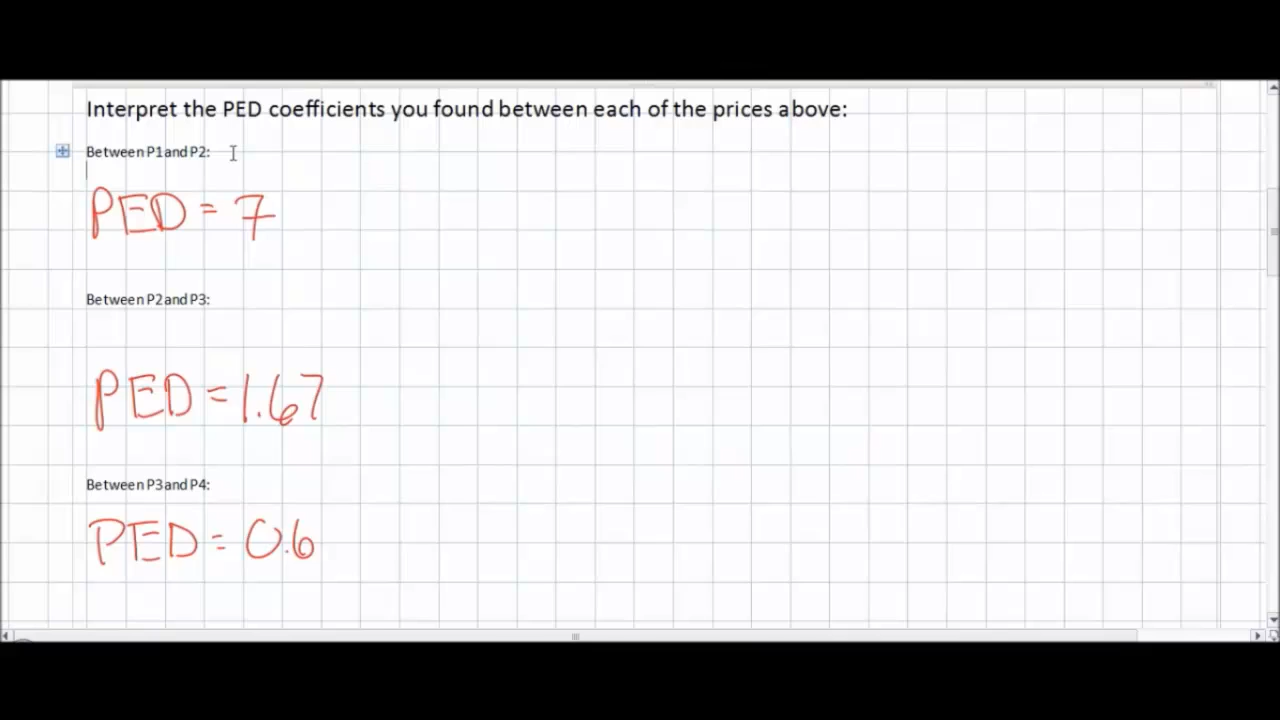 Interpret the PED coefficients you found between each of the prices above:
Between P1 and P2:
PED = 7
Between P2 and P3:
PED = 1.67
Between P3 and P4:
PED = 0.6